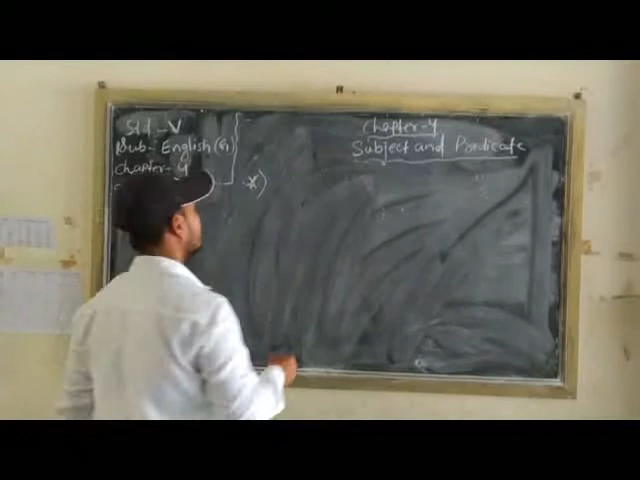 Std - V
Sub- English (G)
Chapter- 4
*)
Chapter-4
Subject and Predicate